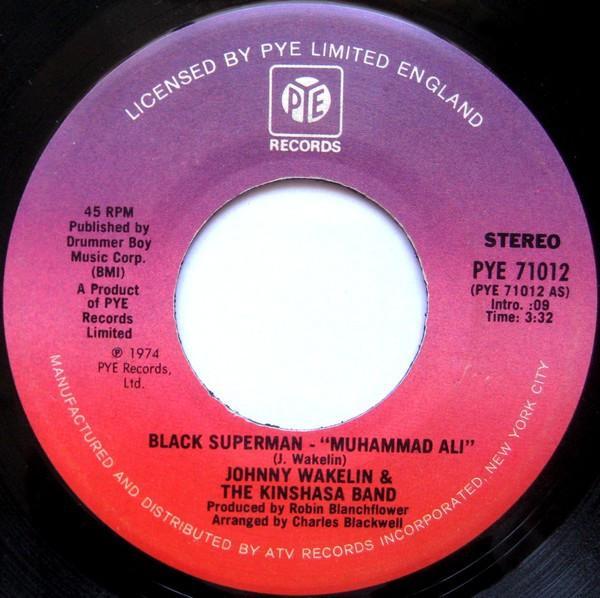 LICENSED BY PYE LIMITED ENGLAND
PYE
RECORDS
45 RPM
Published by
Drummer Boy
Music Corp.
(BMI)
A Product
of PYE
Records
Limited
℗ 1974
PYE Records,
Ltd.
STEREO
PYE 71012
(PYE 71012 AS)
Intro. :09
Time: 3:32
BLACK SUPERMAN - "MUHAMMAD ALI"
(J. Wakelin)
JOHNNY WAKELIN &
THE KINSHASA BAND
Produced by Robin Blanchflower
Arranged by Charles Blackwell
MANUFACTURED AND DISTRIBUTED BY ATV RECORDS INCORPORATED, NEW YORK CITY